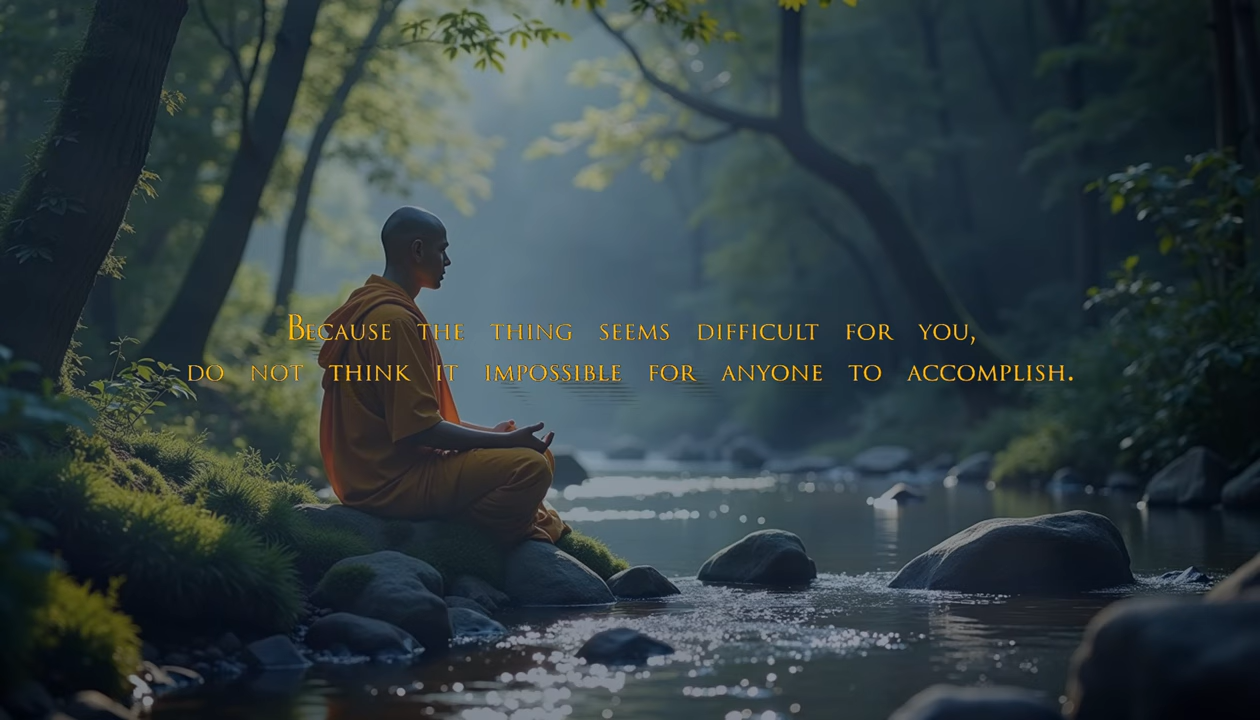 Because the thing seems difficult for you,
do not think it impossible for anyone to accomplish.